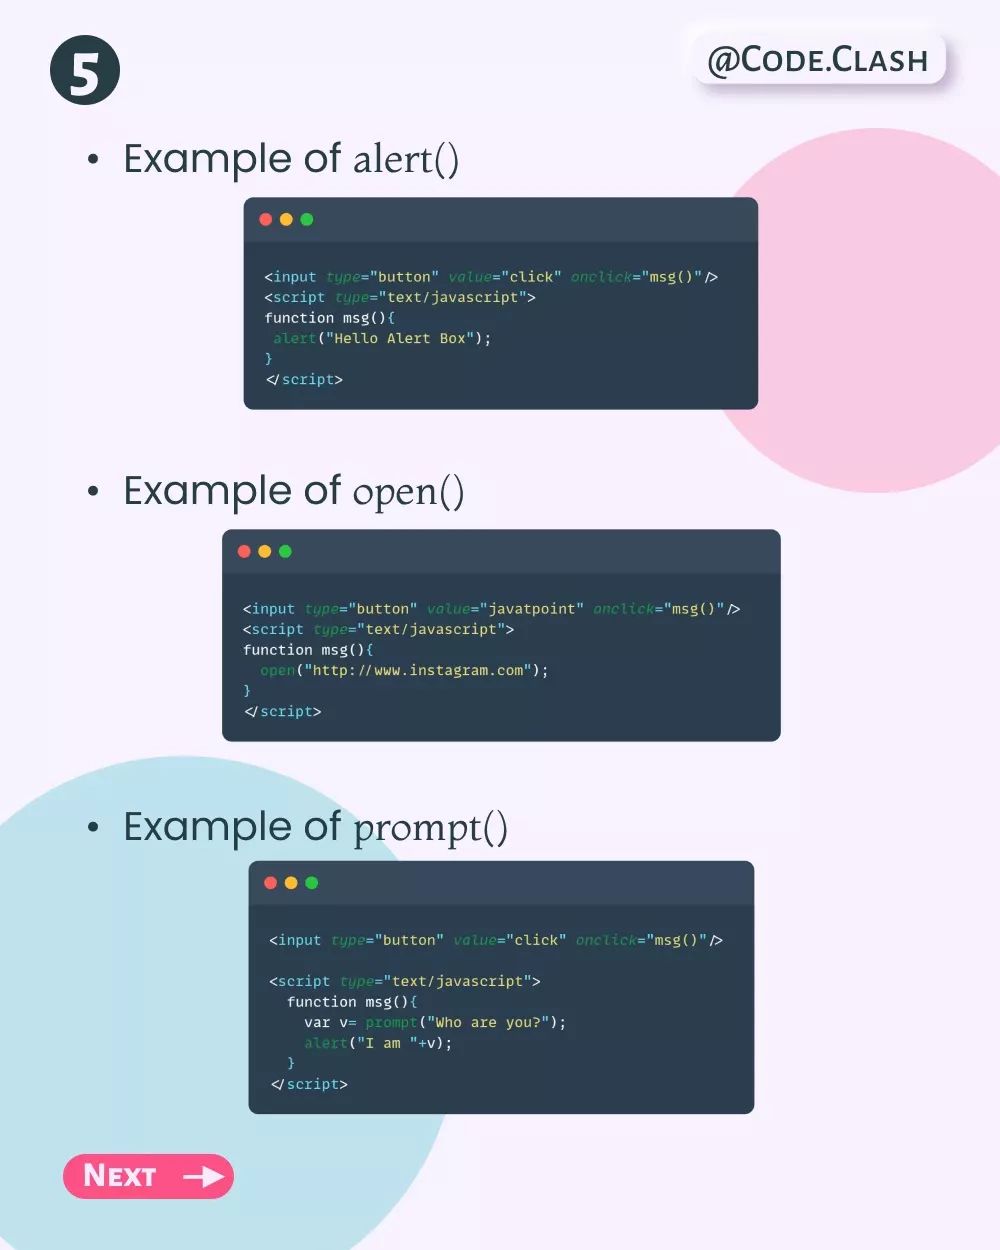 5
@Code.Clash
• Example of alert()
<input type="button" value="click" onclick="msg()"/>
<script type="text/javascript">
function msg(){
 alert("Hello Alert Box");
}
</script>
• Example of open()
<input type="button" value="javatpoint" onclick="msg()"/>
<script type="text/javascript">
function msg(){
  open("http://www.instagram.com");
}
</script>
• Example of prompt()
<input type="button" value="click" onclick="msg()"/>
<script type="text/javascript">
  function msg(){
    var v= prompt("Who are you?");
    alert("I am "+v);
  }
</script>
Next